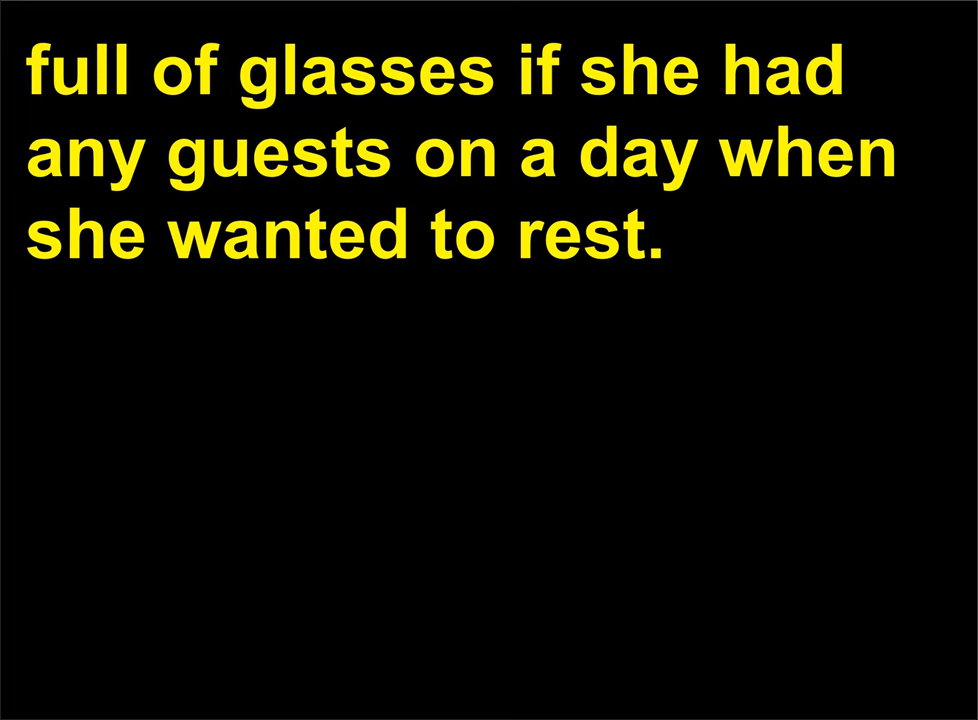 full of glasses if she had
any guests on a day when
she wanted to rest.